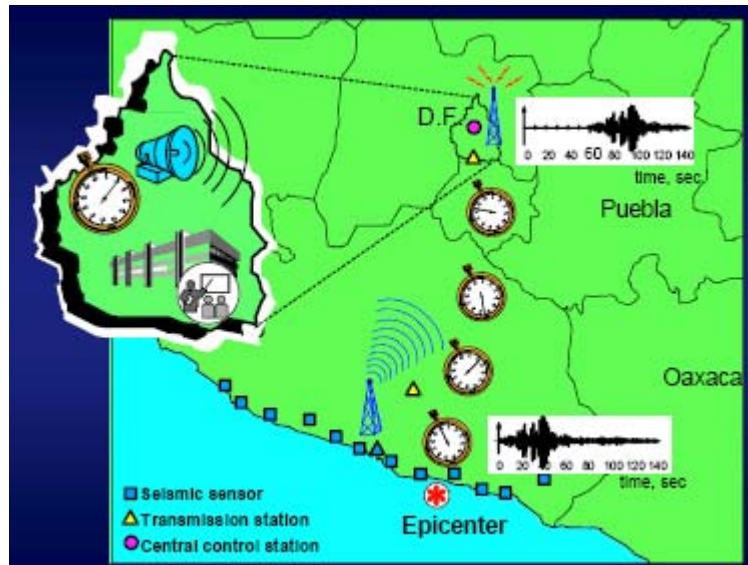 D.F.
0 20 40 60 80 100 120 140
time, sec
Puebla
Oaxaca
0 20 40 60 80 100 120 140
time, sec
Seismic sensor
Transmission station
Central control station
Epicenter